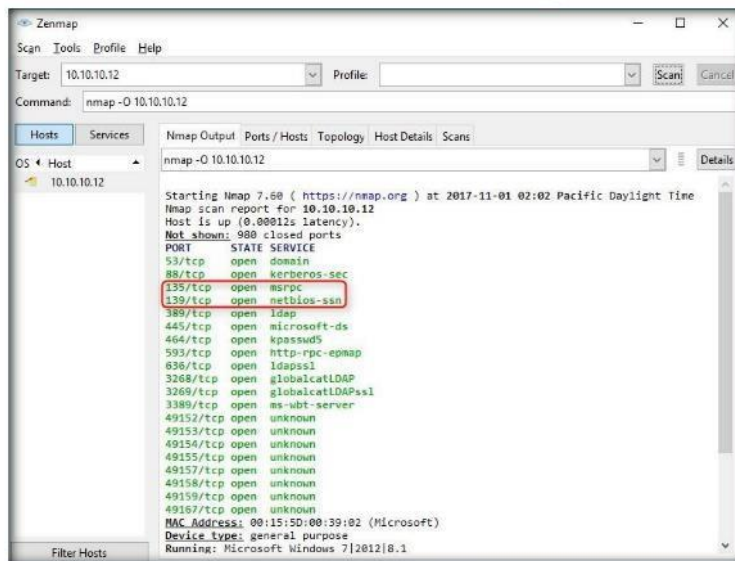 Zenmap
Scan Tools Profile Help
Target: 10.10.10.12 Profile: Scan Cancel
Command: nmap -O 10.10.10.12
Hosts Services
Nmap Output Ports / Hosts Topology Host Details Scans
OS Host
nmap -O 10.10.10.12 Details
10.10.10.12
Starting Nmap 7.60 ( https://nmap.org ) at 2017-11-01 02:02 Pacific Daylight Time
Nmap scan report for 10.10.10.12
Host is up (0.00012s latency).
Not shown: 980 closed ports
PORT STATE SERVICE
53/tcp open domain
88/tcp open kerberos-sec
135/tcp open msrpc
139/tcp open netbios-ssn
389/tcp open ldap
445/tcp open microsoft-ds
464/tcp open kpasswd5
593/tcp open http-rpc-epmap
636/tcp open ldapssl
3268/tcp open globalcatLDAP
3269/tcp open globalcatLDAPssl
3389/tcp open ms-wbt-server
49152/tcp open unknown
49153/tcp open unknown
49154/tcp open unknown
49155/tcp open unknown
49157/tcp open unknown
49158/tcp open unknown
49159/tcp open unknown
49167/tcp open unknown
MAC Address: 00:15:5D:00:39:02 (Microsoft)
Device type: general purpose
Running: Microsoft Windows 7|2012|8.1
Filter Hosts